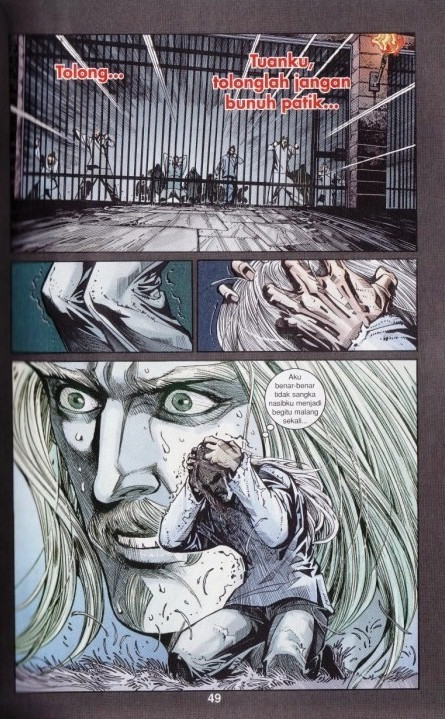 Tolong...
Tuanku,
tolonglah jangan
bunuh patik...
Aku
benar-benar
tidak sangka
nasibku menjadi
begitu malang
sekali...
49